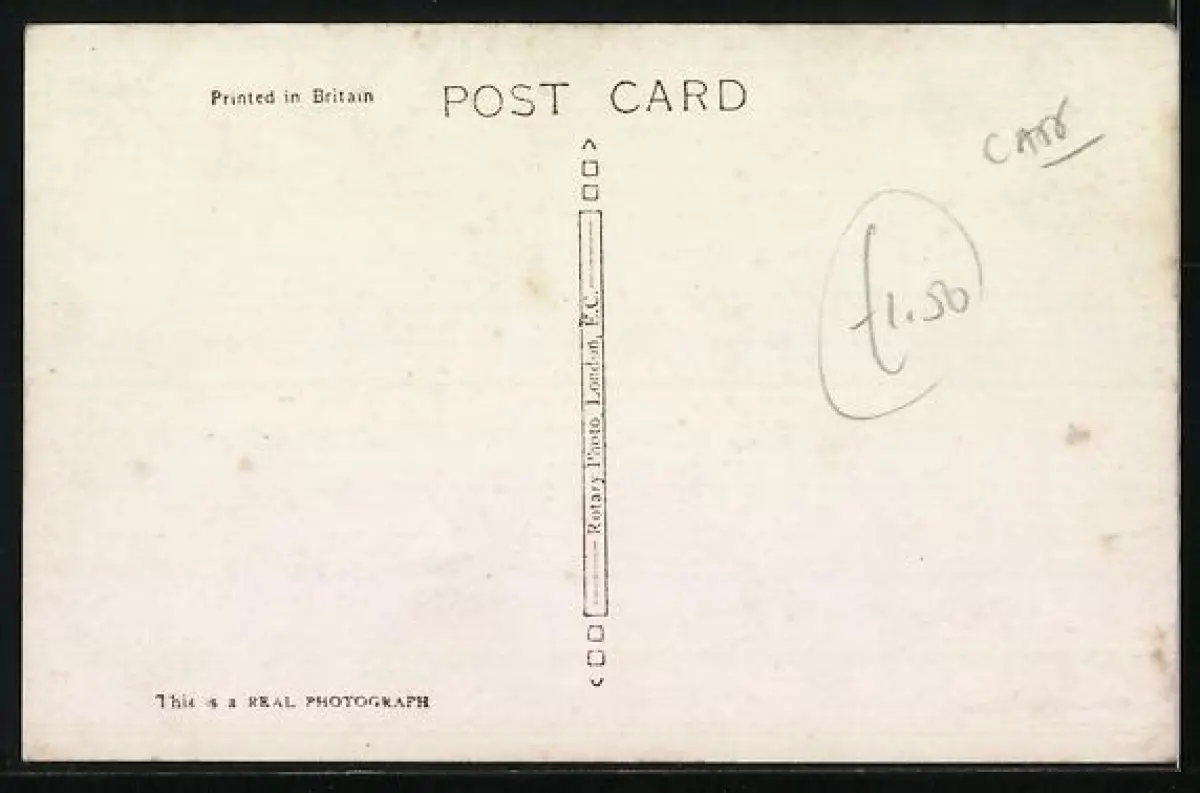 Printed in Britain
POST CARD
£1.50
Rotary Photo, London, E.C.
This is a REAL PHOTOGRAPH